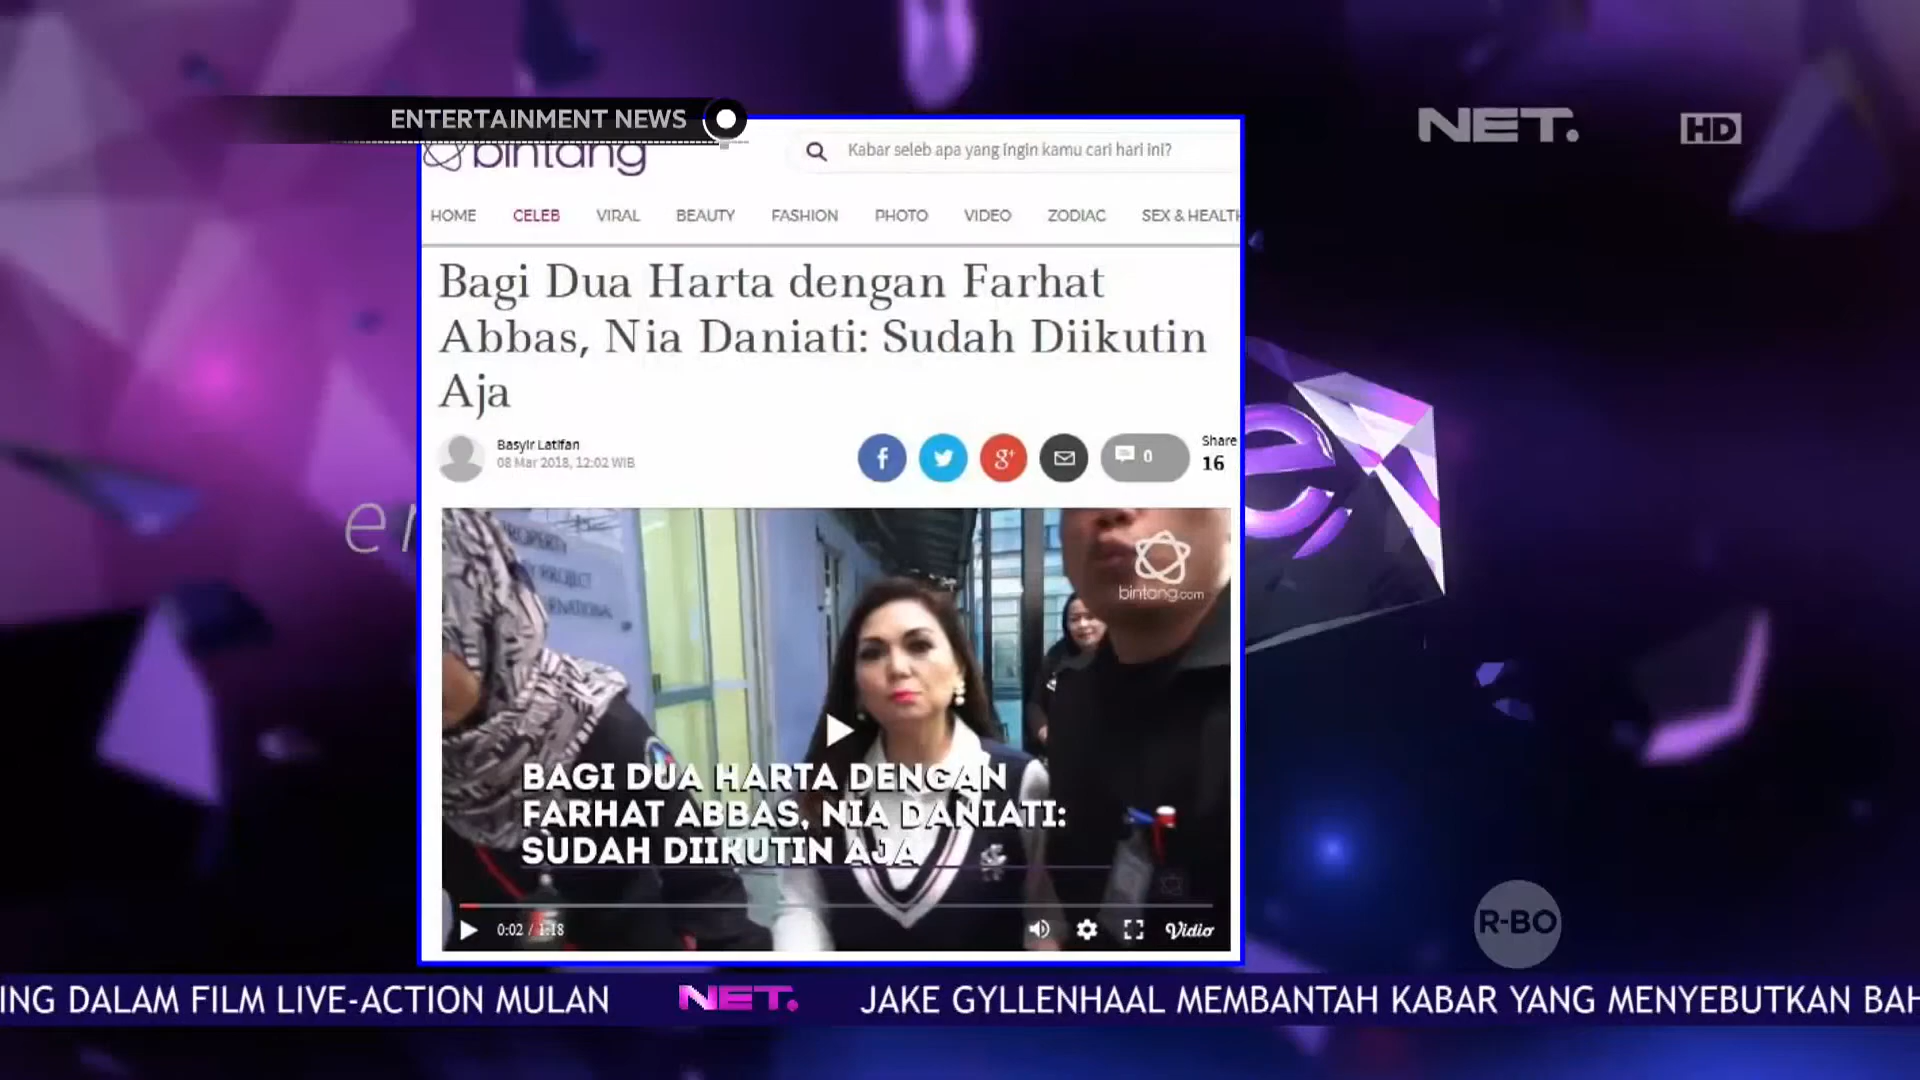 ENTERTAINMENT NEWS
NET.
HD
bintang
Kabar seleb apa yang ingin kamu cari hari ini?
HOME CELEB VIRAL BEAUTY FASHION PHOTO VIDEO ZODIAC SEX & HEALTH
Bagi Dua Harta dengan Farhat
Abbas, Nia Daniati: Sudah Diikutin
Aja
Basyir Latifan
08 Mar 2018, 12:02 WIB
f g+ 0
Share
16
e
PROPERTY
PROJECT
bintang.com
BAGI DUA HARTA DENGAN
FARHAT ABBAS, NIA DANIATI:
SUDAH DIIKUTIN AJA
0:02 / 1:18
Vidio
R-BO
ING DALAM FILM LIVE-ACTION MULAN NET. JAKE GYLLENHAAL MEMBANTAH KABAR YANG MENYEBUTKAN BAH